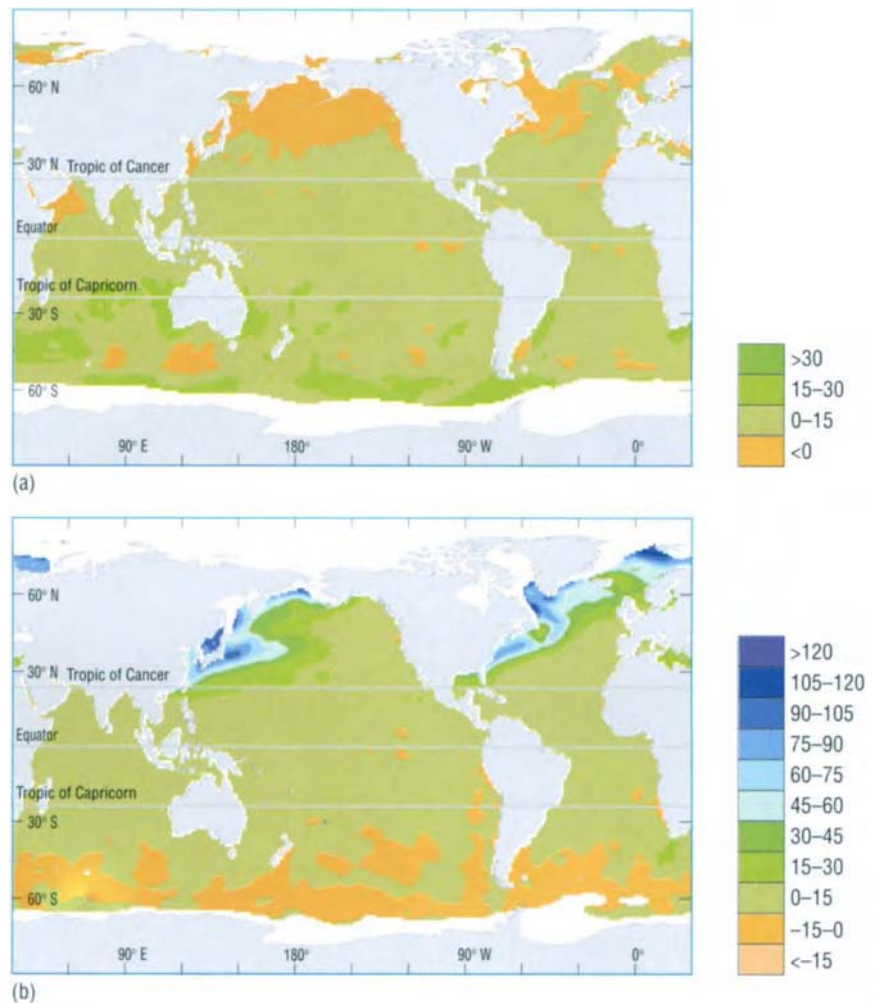 60° N
30° N Tropic of Cancer
Equator
Tropic of Capricorn
30° S
60° S
90° E 180° 90° W 0°
(a)
>30
15–30
0–15
<0
60° N
30° N
Tropic of Cancer
Equator
Tropic of Capricorn
30° S
60° S
90° E 180° 90° W 0°
(b)
>120
105–120
90–105
75–90
60–75
45–60
30–45
15–30
0–15
–15–0
<–15